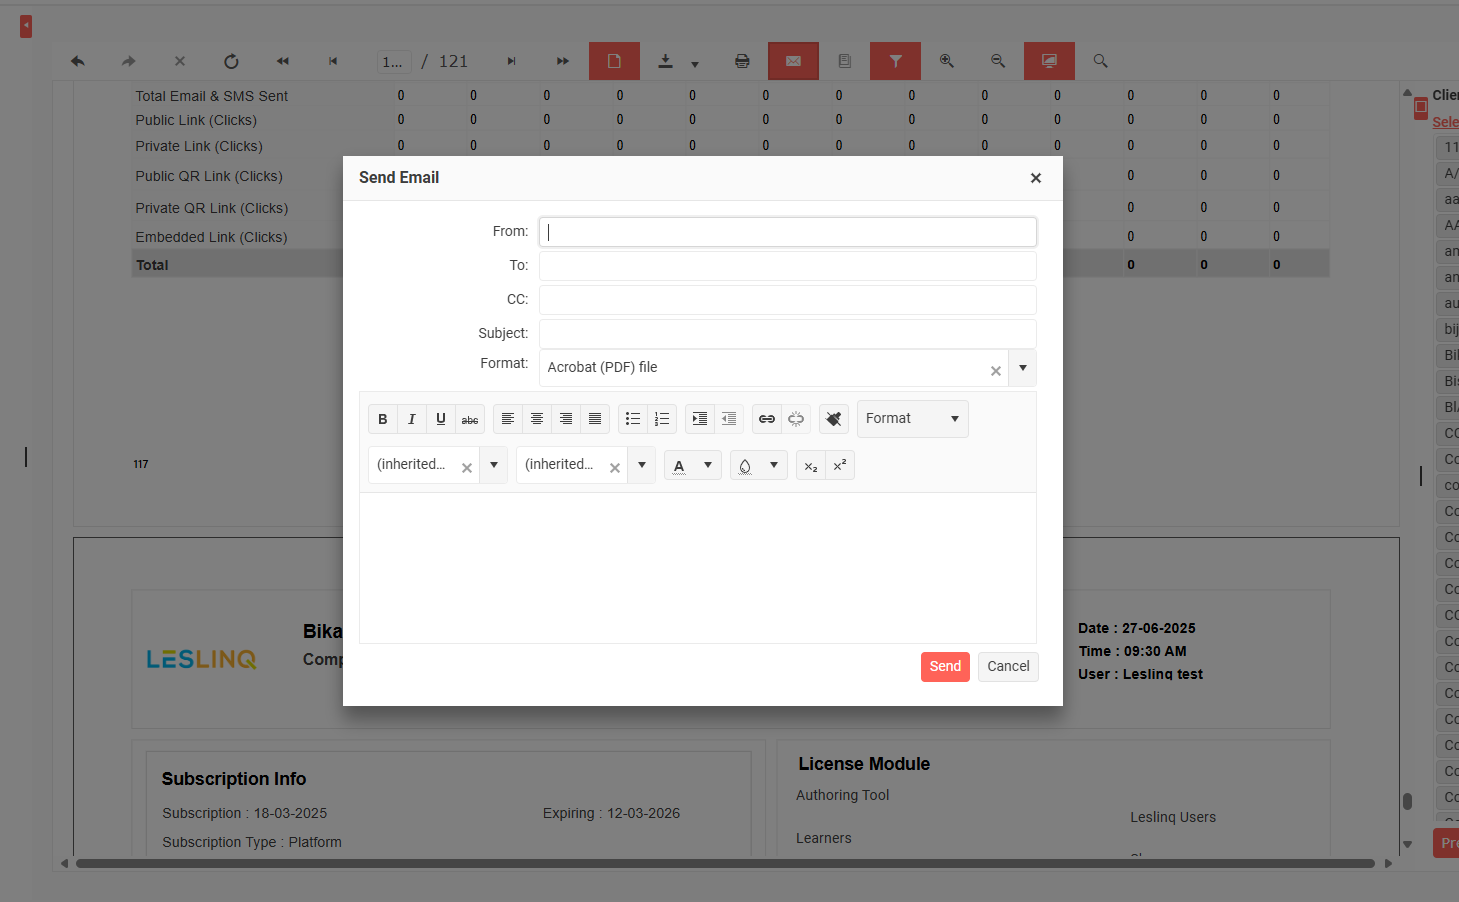 1... / 121
Total Email & SMS Sent 0 0 0 0 0 0 0 0 0 0 0 0 0
Public Link (Clicks) 0 0 0 0 0 0 0 0 0 0 0 0 0
Private Link (Clicks) 0 0 0 0 0 0 0 0 0 0 0 0 0
Public QR Link (Clicks) 0 0 0
Private QR Link (Clicks) 0 0 0
Embedded Link (Clicks) 0 0 0
Total 0 0 0
117
Send Email
From:
To:
CC:
Subject:
Format: Acrobat (PDF) file
B I U abc Format
(inherited... (inherited... A x₂ x²
Send Cancel
LESLINQ
Bika
Comp
Date : 27-06-2025
Time : 09:30 AM
User : Leslinq test
Subscription Info
Subscription : 18-03-2025 Expiring : 12-03-2026
Subscription Type : Platform
License Module
Authoring Tool
Leslinq Users
Learners
Clie
Sele
11
A/
aa
AA
an
an
au
bij
Bil
Bis
BL
CC
Co
co
Co
Co
Co
Co
CC
Co
Co
Co
Co
Co
Co
Co
Pr